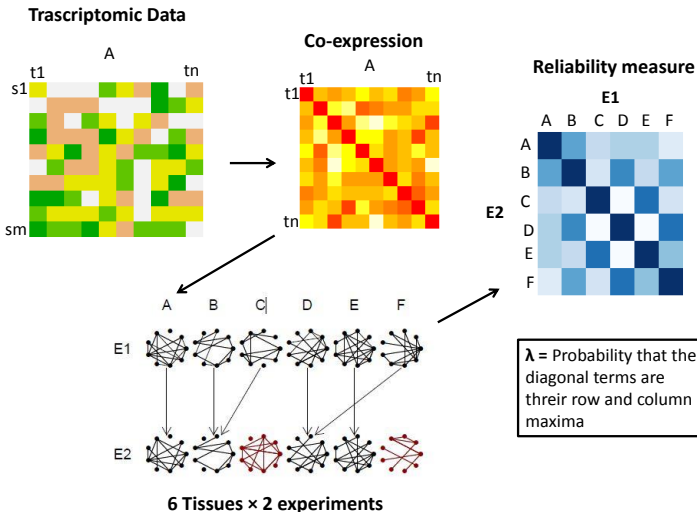 Trascriptomic Data
A
t1 tn
s1
sm
Co-expression
A
t1 tn
t1
tn
Reliability measure
E1
A B C D E F
A
B
C
E2
D
E
F
A B C D E F
E1
E2
6 Tissues × 2 experiments
λ = Probability that the
diagonal terms are
threir row and column
maxima